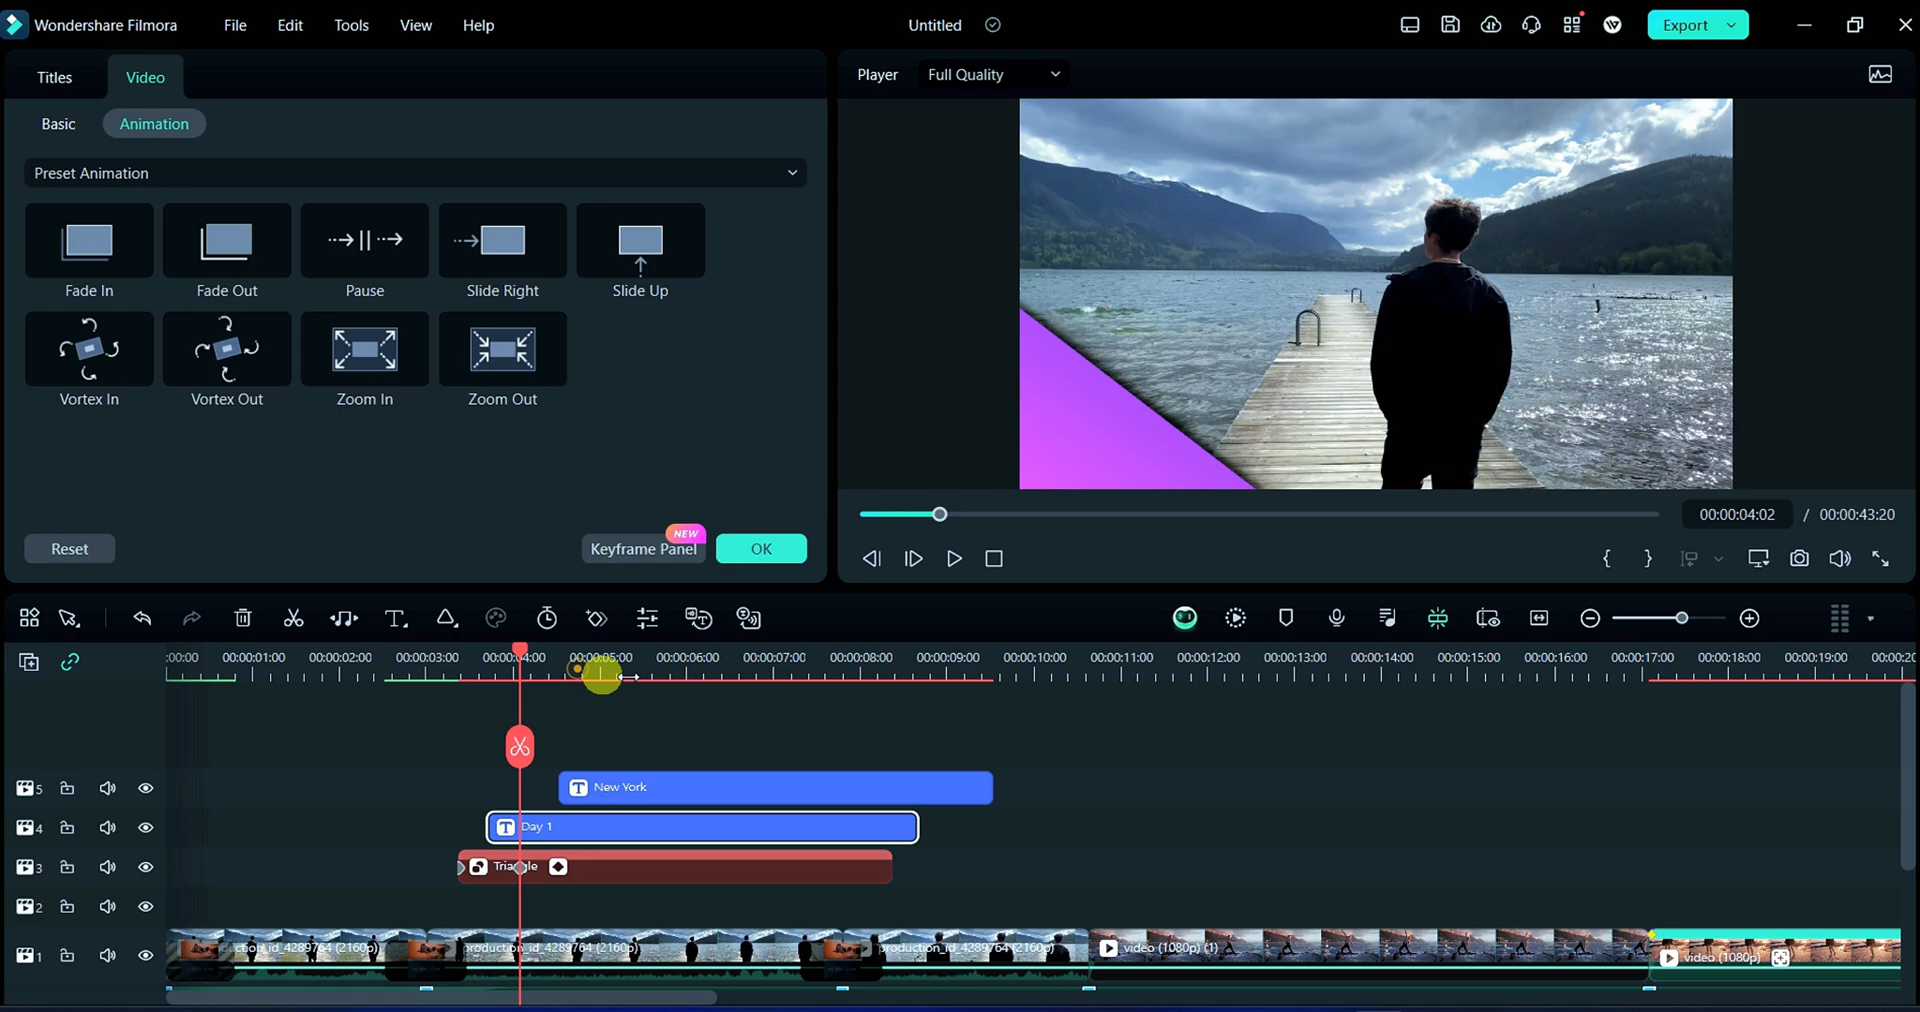 Wondershare Filmora
File
Edit
Tools
View
Help
Untitled
Export
Titles
Video
Player
Full Quality
Basic
Animation
Preset Animation
Fade In
Fade Out
Pause
Slide Right
Slide Up
Vortex In
Vortex Out
Zoom In
Zoom Out
Reset
NEW
Keyframe Panel
OK
00:00:04:02 / 00:00:43:20
:00:00 00:00:01:00 00:00:02:00 00:00:03:00 00:00:04:00 00:00:05:00 00:00:06:00 00:00:07:00 00:00:08:00 00:00:09:00 00:00:10:00 00:00:11:00 00:00:12:00 00:00:13:00 00:00:14:00 00:00:15:00 00:00:16:00 00:00:17:00 00:00:18:00 00:00:19:00 00:00:20
5
New York
4
Day 1
3
Triangle
2
1
ction_id_4289764 (2160p)
production_id_4289764 (2160p)
production_id_4289764 (2160p)
video (1080p) (1)
video (1080p)